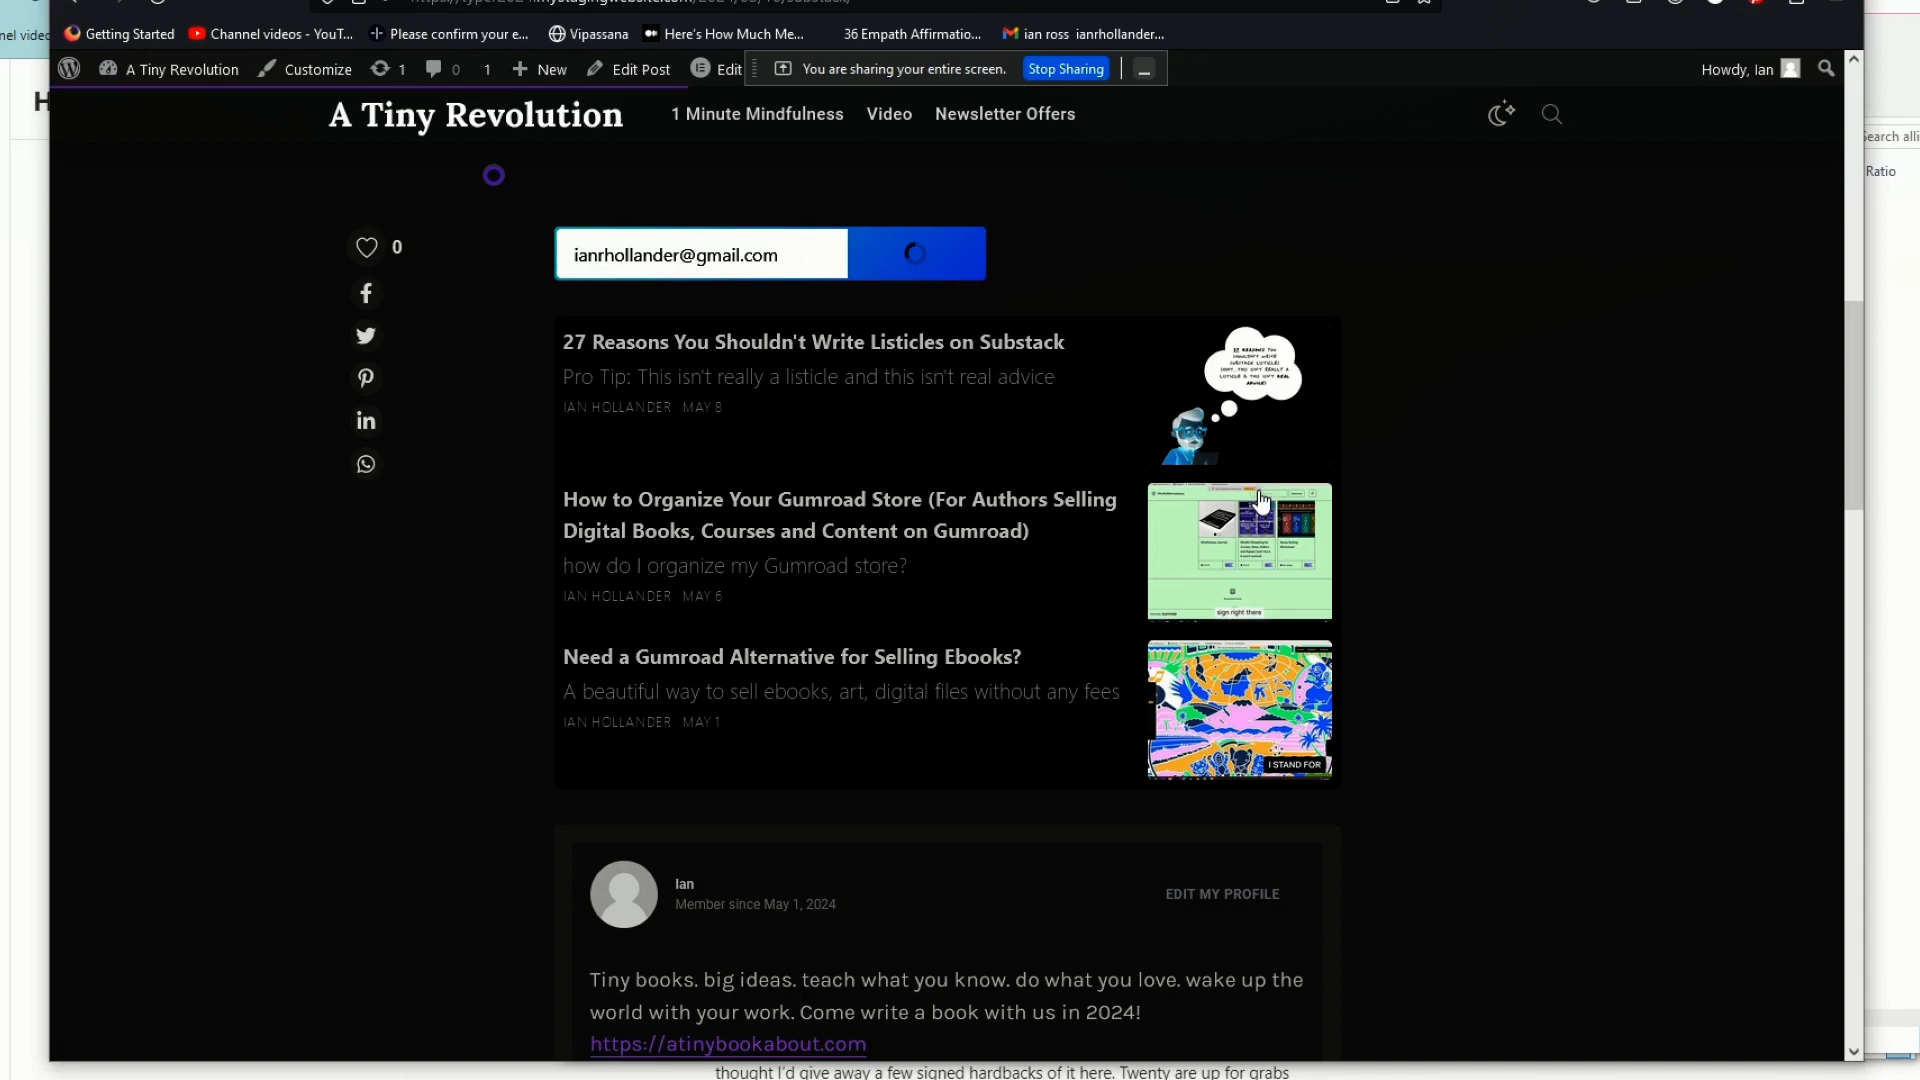 Getting Started
Channel videos - YouT...
Please confirm your e...
Vipassana
Here's How Much Me...
36 Empath Affirmatio...
ian ross ianrhollander...
A Tiny Revolution
Customize
1
0
1
New
Edit Post
Edit
You are sharing your entire screen.
Stop Sharing
Howdy, Ian
A Tiny Revolution
1 Minute Mindfulness
Video
Newsletter Offers
Search alli
Ratio
0
ianrhollander@gmail.com
27 Reasons You Shouldn't Write Listicles on Substack
Pro Tip: This isn't really a listicle and this isn't real advice
IAN HOLLANDER MAY 8
How to Organize Your Gumroad Store (For Authors Selling
Digital Books, Courses and Content on Gumroad)
how do I organize my Gumroad store?
IAN HOLLANDER MAY 6
sign right there
Need a Gumroad Alternative for Selling Ebooks?
A beautiful way to sell ebooks, art, digital files without any fees
IAN HOLLANDER MAY 1
I STAND FOR
Ian
Member since May 1, 2024
EDIT MY PROFILE
Tiny books. big ideas. teach what you know. do what you love. wake up the
world with your work. Come write a book with us in 2024!
https://atinybookabout.com
thought I'd give away a few signed hardbacks of it here. Twenty are up for grabs